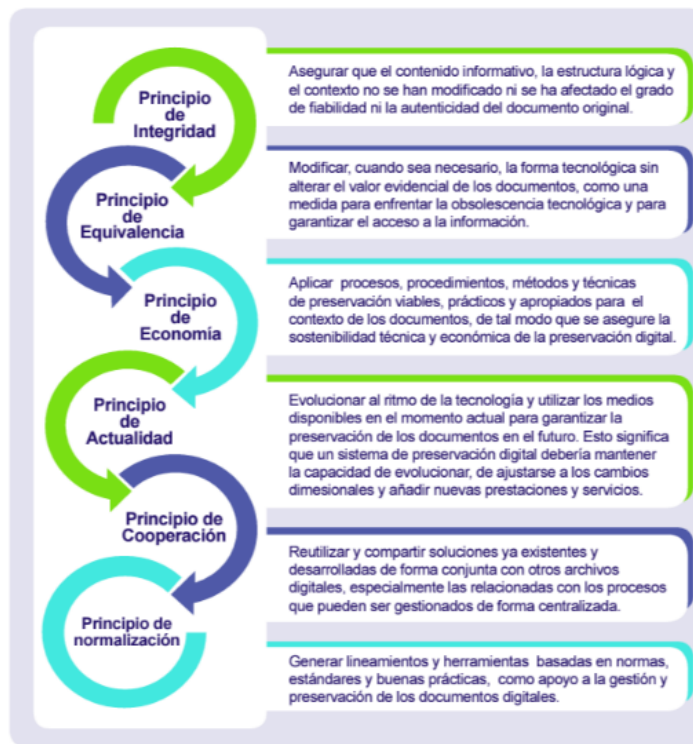 Principio
de
Integridad
Asegurar que el contenido informativo, la estructura lógica y
el contexto no se han modificado ni se ha afectado el grado
de fiabilidad ni la autenticidad del documento original.
Principio
de
Equivalencia
Modificar, cuando sea necesario, la forma tecnológica sin
alterar el valor evidencial de los documentos, como una
medida para enfrentar la obsolescencia tecnológica y para
garantizar el acceso a la información.
Principio
de
Economía
Aplicar procesos, procedimientos, métodos y técnicas
de preservación viables, prácticos y apropiados para el
contexto de los documentos, de tal modo que se asegure la
sostenibilidad técnica y económica de la preservación digital.
Principio
de
Actualidad
Evolucionar al ritmo de la tecnología y utilizar los medios
disponibles en el momento actual para garantizar la
preservación de los documentos en el futuro. Esto significa
que un sistema de preservación digital debería mantener
la capacidad de evolucionar, de ajustarse a los cambios
dimesionales y añadir nuevas prestaciones y servicios.
Principio de
Cooperación
Reutilizar y compartir soluciones ya existentes y
desarrolladas de forma conjunta con otros archivos
digitales, especialmente las relacionadas con los procesos
que pueden ser gestionados de forma centralizada.
Principio de
normalización
Generar lineamientos y herramientas basadas en normas,
estándares y buenas prácticas, como apoyo a la gestión y
preservación de los documentos digitales.